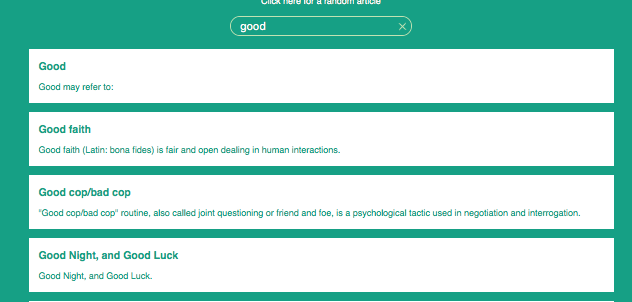 Click here for a random article
good
Good
Good may refer to:
Good faith
Good faith (Latin: bona fides) is fair and open dealing in human interactions.
Good cop/bad cop
"Good cop/bad cop" routine, also called joint questioning or friend and foe, is a psychological tactic used in negotiation and interrogation.
Good Night, and Good Luck
Good Night, and Good Luck.